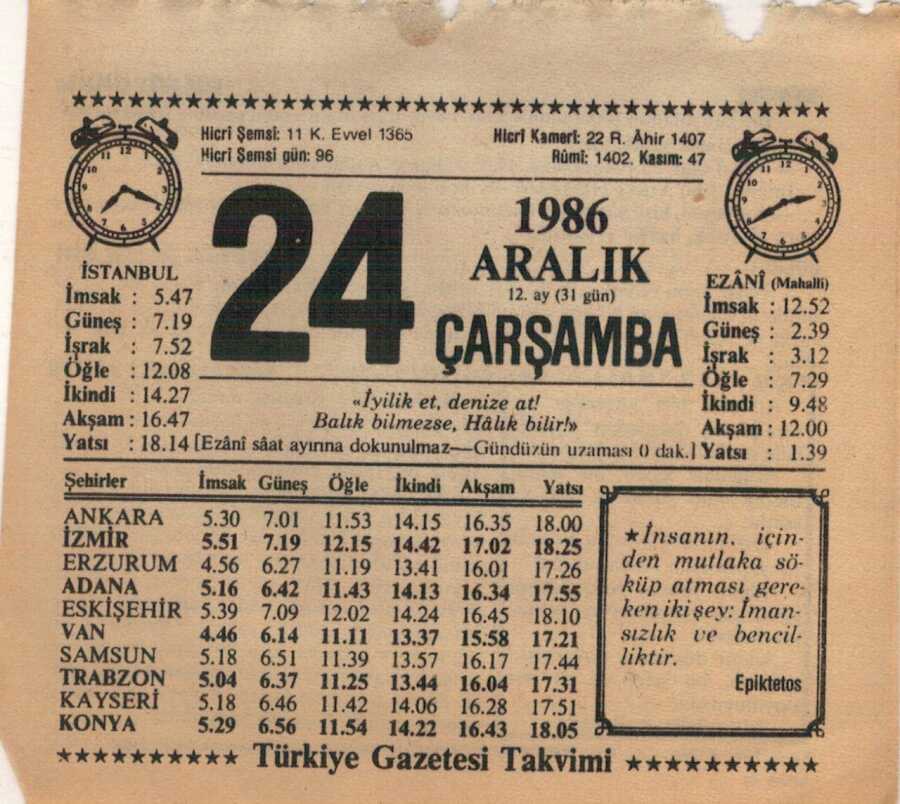 ★★★★★★★★★★★★★★★★★★★★★★★★★★★★★★★★★★★★★★★★
Hicrî Şemsî: 11 K. Evvel 1365
Hicrî Kamerî: 22 R. Âhir 1407
Hicrî Şemsi gün: 96
Rûmî: 1402. Kasım: 47
24
1986
ARALIK
12. ay (31 gün)
ÇARŞAMBA
İSTANBUL
İmsak : 5.47
Güneş : 7.19
İşrak : 7.52
Öğle : 12.08
İkindi : 14.27
Akşam : 16.47
Yatsı : 18.14
EZÂNÎ (Mahalli)
İmsak : 12.52
Güneş : 2.39
İşrak : 3.12
Öğle : 7.29
İkindi : 9.48
Akşam : 12.00
Yatsı : 1.39
«İyilik et, denize at!
Balık bilmezse, Hâlık bilir!»
[Ezânî sâat ayırına dokunulmaz—Gündüzün uzaması 0 dak.]
Şehirler İmsak Güneş Öğle İkindi Akşam Yatsı
ANKARA 5.30 7.01 11.53 14.15 16.35 18.00
İZMİR 5.51 7.19 12.15 14.42 17.02 18.25
ERZURUM 4.56 6.27 11.19 13.41 16.01 17.26
ADANA 5.16 6.42 11.43 14.13 16.34 17.55
ESKİŞEHİR 5.39 7.09 12.02 14.24 16.45 18.10
VAN 4.46 6.14 11.11 13.37 15.58 17.21
SAMSUN 5.18 6.51 11.39 13.57 16.17 17.44
TRABZON 5.04 6.37 11.25 13.44 16.04 17.31
KAYSERİ 5.18 6.46 11.42 14.06 16.28 17.51
KONYA 5.29 6.56 11.54 14.22 16.43 18.05
★İnsanın, için-
den mutlaka sö-
küp atması gere-
ken iki şey: İman-
sızlık ve bencil-
liktir.
Epiktetos
★★★★★★★★★★ Türkiye Gazetesi Takvimi ★★★★★★★★★★